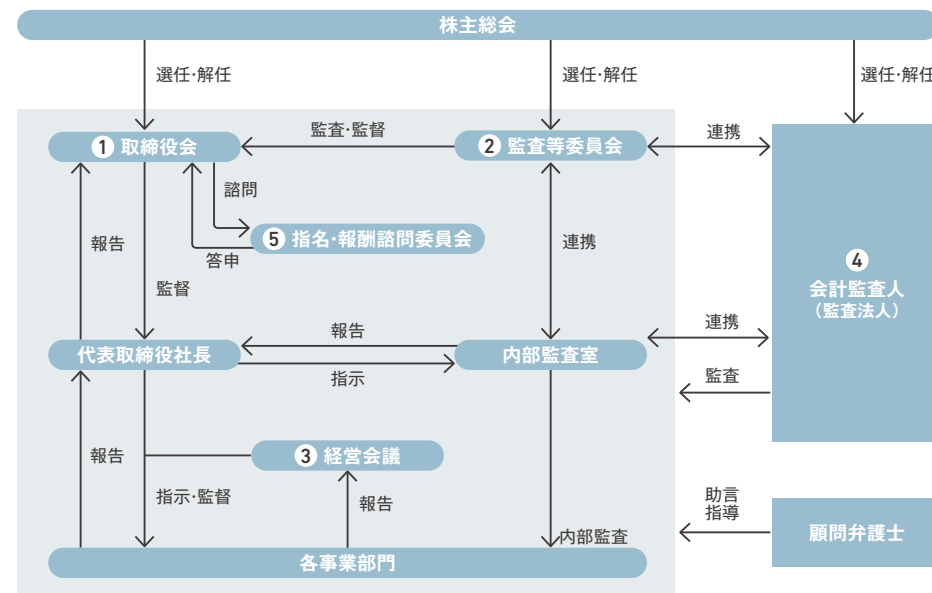 株主総会
選任・解任
選任・解任
選任・解任
監査・監督
連携
1 取締役会
2 監査等委員会
諮問
4
会計監査人
（監査法人）
5 指名・報酬諮問委員会
報告
連携
答申
監督
報告
連携
代表取締役社長
内部監査室
指示
監査
3 経営会議
報告
指示・監督
報告
助言
指導
顧問弁護士
内部監査
各事業部門